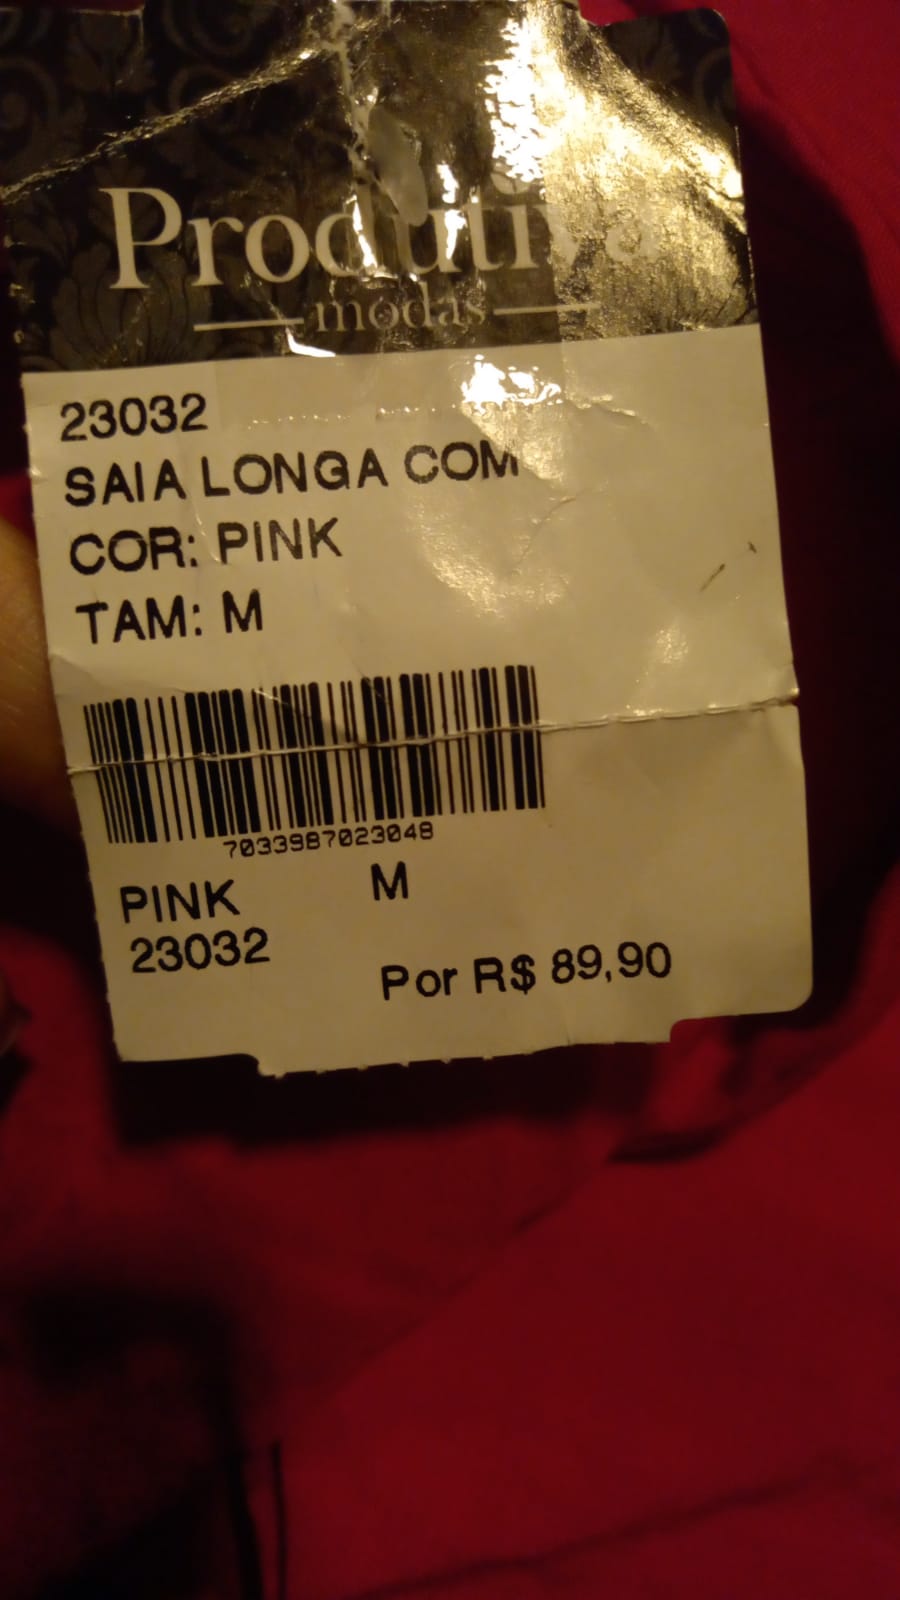 Produtiva
modas
23032
SAIA LONGA COM
COR: PINK
TAM: M
7033987023048
PINK M
23032
Por R$ 89,90